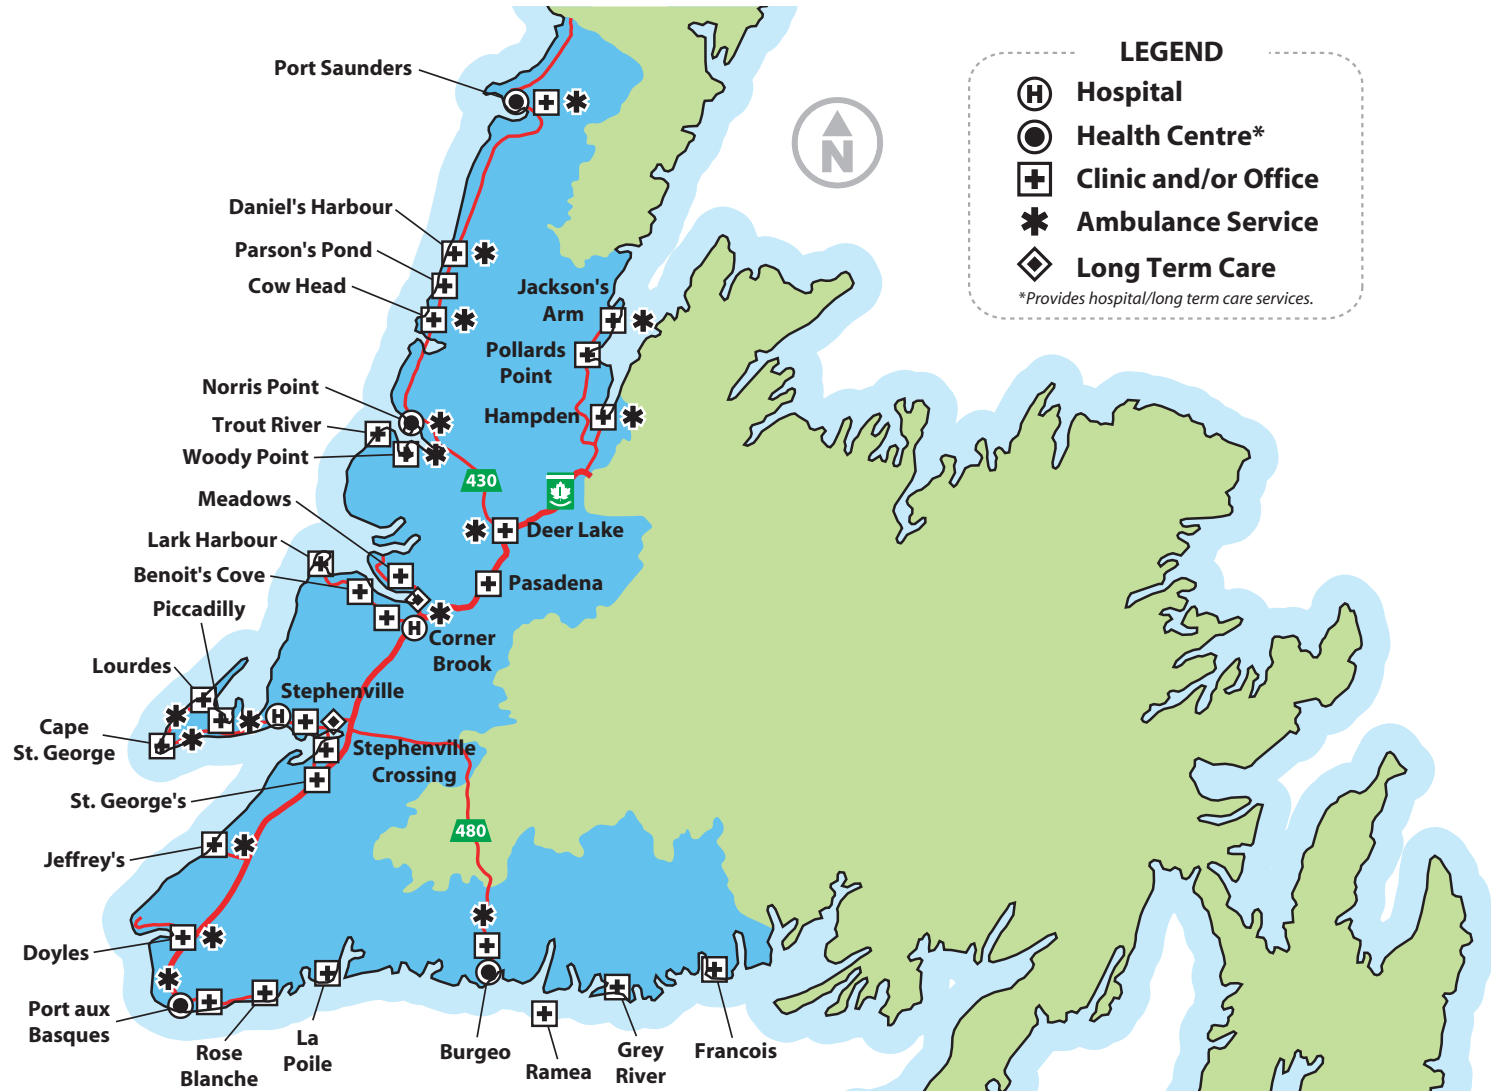 LEGEND
H Hospital
Health Centre*
Clinic and/or Office
Ambulance Service
Long Term Care
*Provides hospital/long term care services.
N
Port Saunders
Daniel's Harbour
Parson's Pond
Cow Head
Jackson's
Arm
Pollards
Point
Norris Point
Hampden
Trout River
Woody Point
430
1
Meadows
Deer Lake
Lark Harbour
Benoit's Cove
Pasadena
Piccadilly
H
Corner
Brook
Lourdes
Stephenville
H
Cape
St. George
Stephenville
Crossing
St. George's
480
Jeffrey's
Doyles
Port aux
Basques
Rose
Blanche
La
Poile
Burgeo
Ramea
Grey
River
Francois